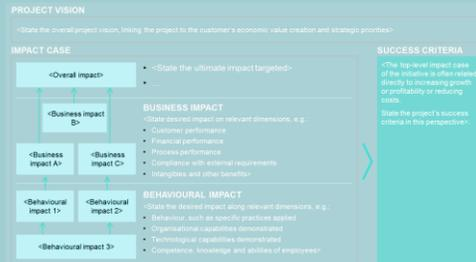 PROJECT VISION
<State the overall project vision, linking the project to the customer's economic value creation and strategic priorities>
IMPACT CASE
<Overall impact>
• <State the ultimate impact targeted>
• ...
<Business
impact
B>
<Business
impact A>
<Business
impact C>
BUSINESS IMPACT
<State desired impact on relevant dimensions, e.g.:
• Customer performance
• Financial performance
• Process performance
• Compliance with external requirements
• Intangibles and other benefits>
<Behavioural
impact 1>
<Behavioural
impact 2>
<Behavioural impact 3>
BEHAVIOURAL IMPACT
<State the desired impact along relevant dimensions, e.g.:
• Behaviour, such as specific practices applied
• Organisational capabilities demonstrated
• Technological capabilities demonstrated
• Competence, knowledge and abilities of employees>
SUCCESS CRITERIA
<The top-level impact case
of the initiative is often related
directly to increasing growth
or profitability or reducing
costs.
State the project's success
criteria in this perspective>.